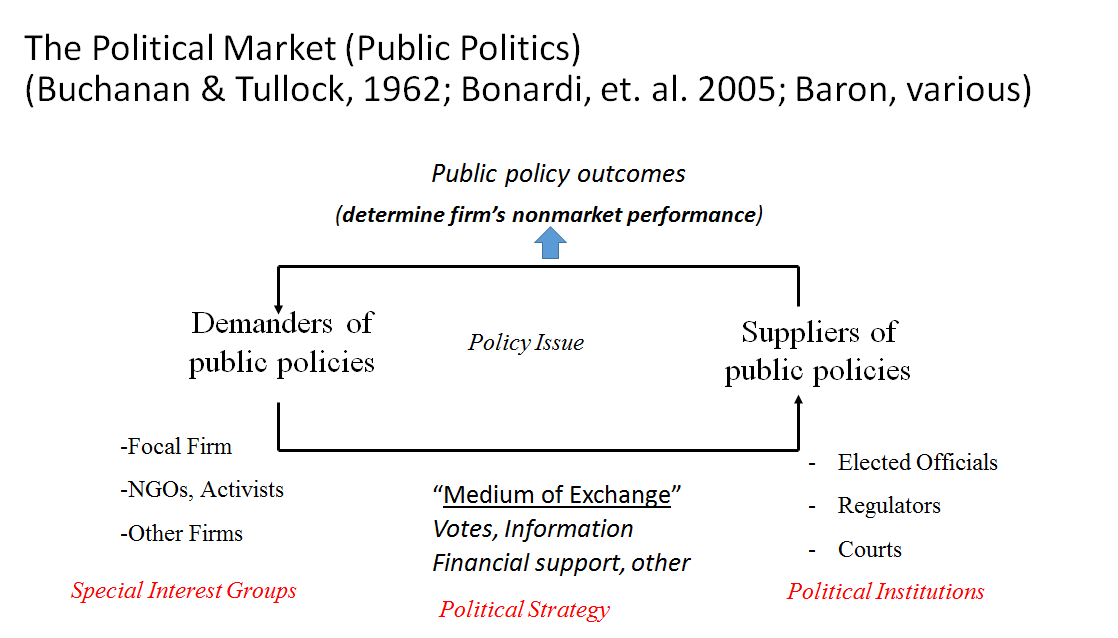 The Political Market (Public Politics)
(Buchanan & Tullock, 1962; Bonardi, et. al. 2005; Baron, various)
Public policy outcomes
(determine firm’s nonmarket performance)
Demanders of
public policies
Policy Issue
Suppliers of
public policies
-Focal Firm
-NGOs, Activists
-Other Firms
Special Interest Groups
“Medium of Exchange”
Votes, Information
Financial support, other
Political Strategy
- Elected Officials
- Regulators
- Courts
Political Institutions